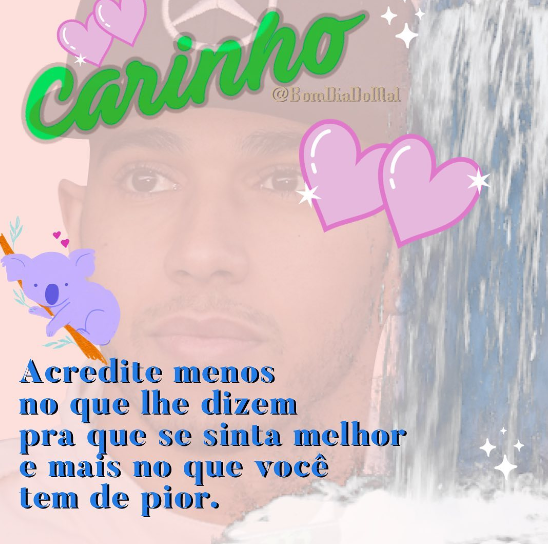 carinho
@BomDiaDoMal
Acredite menos
no que lhe dizem
pra que se sinta melhor
e mais no que você
tem de pior.